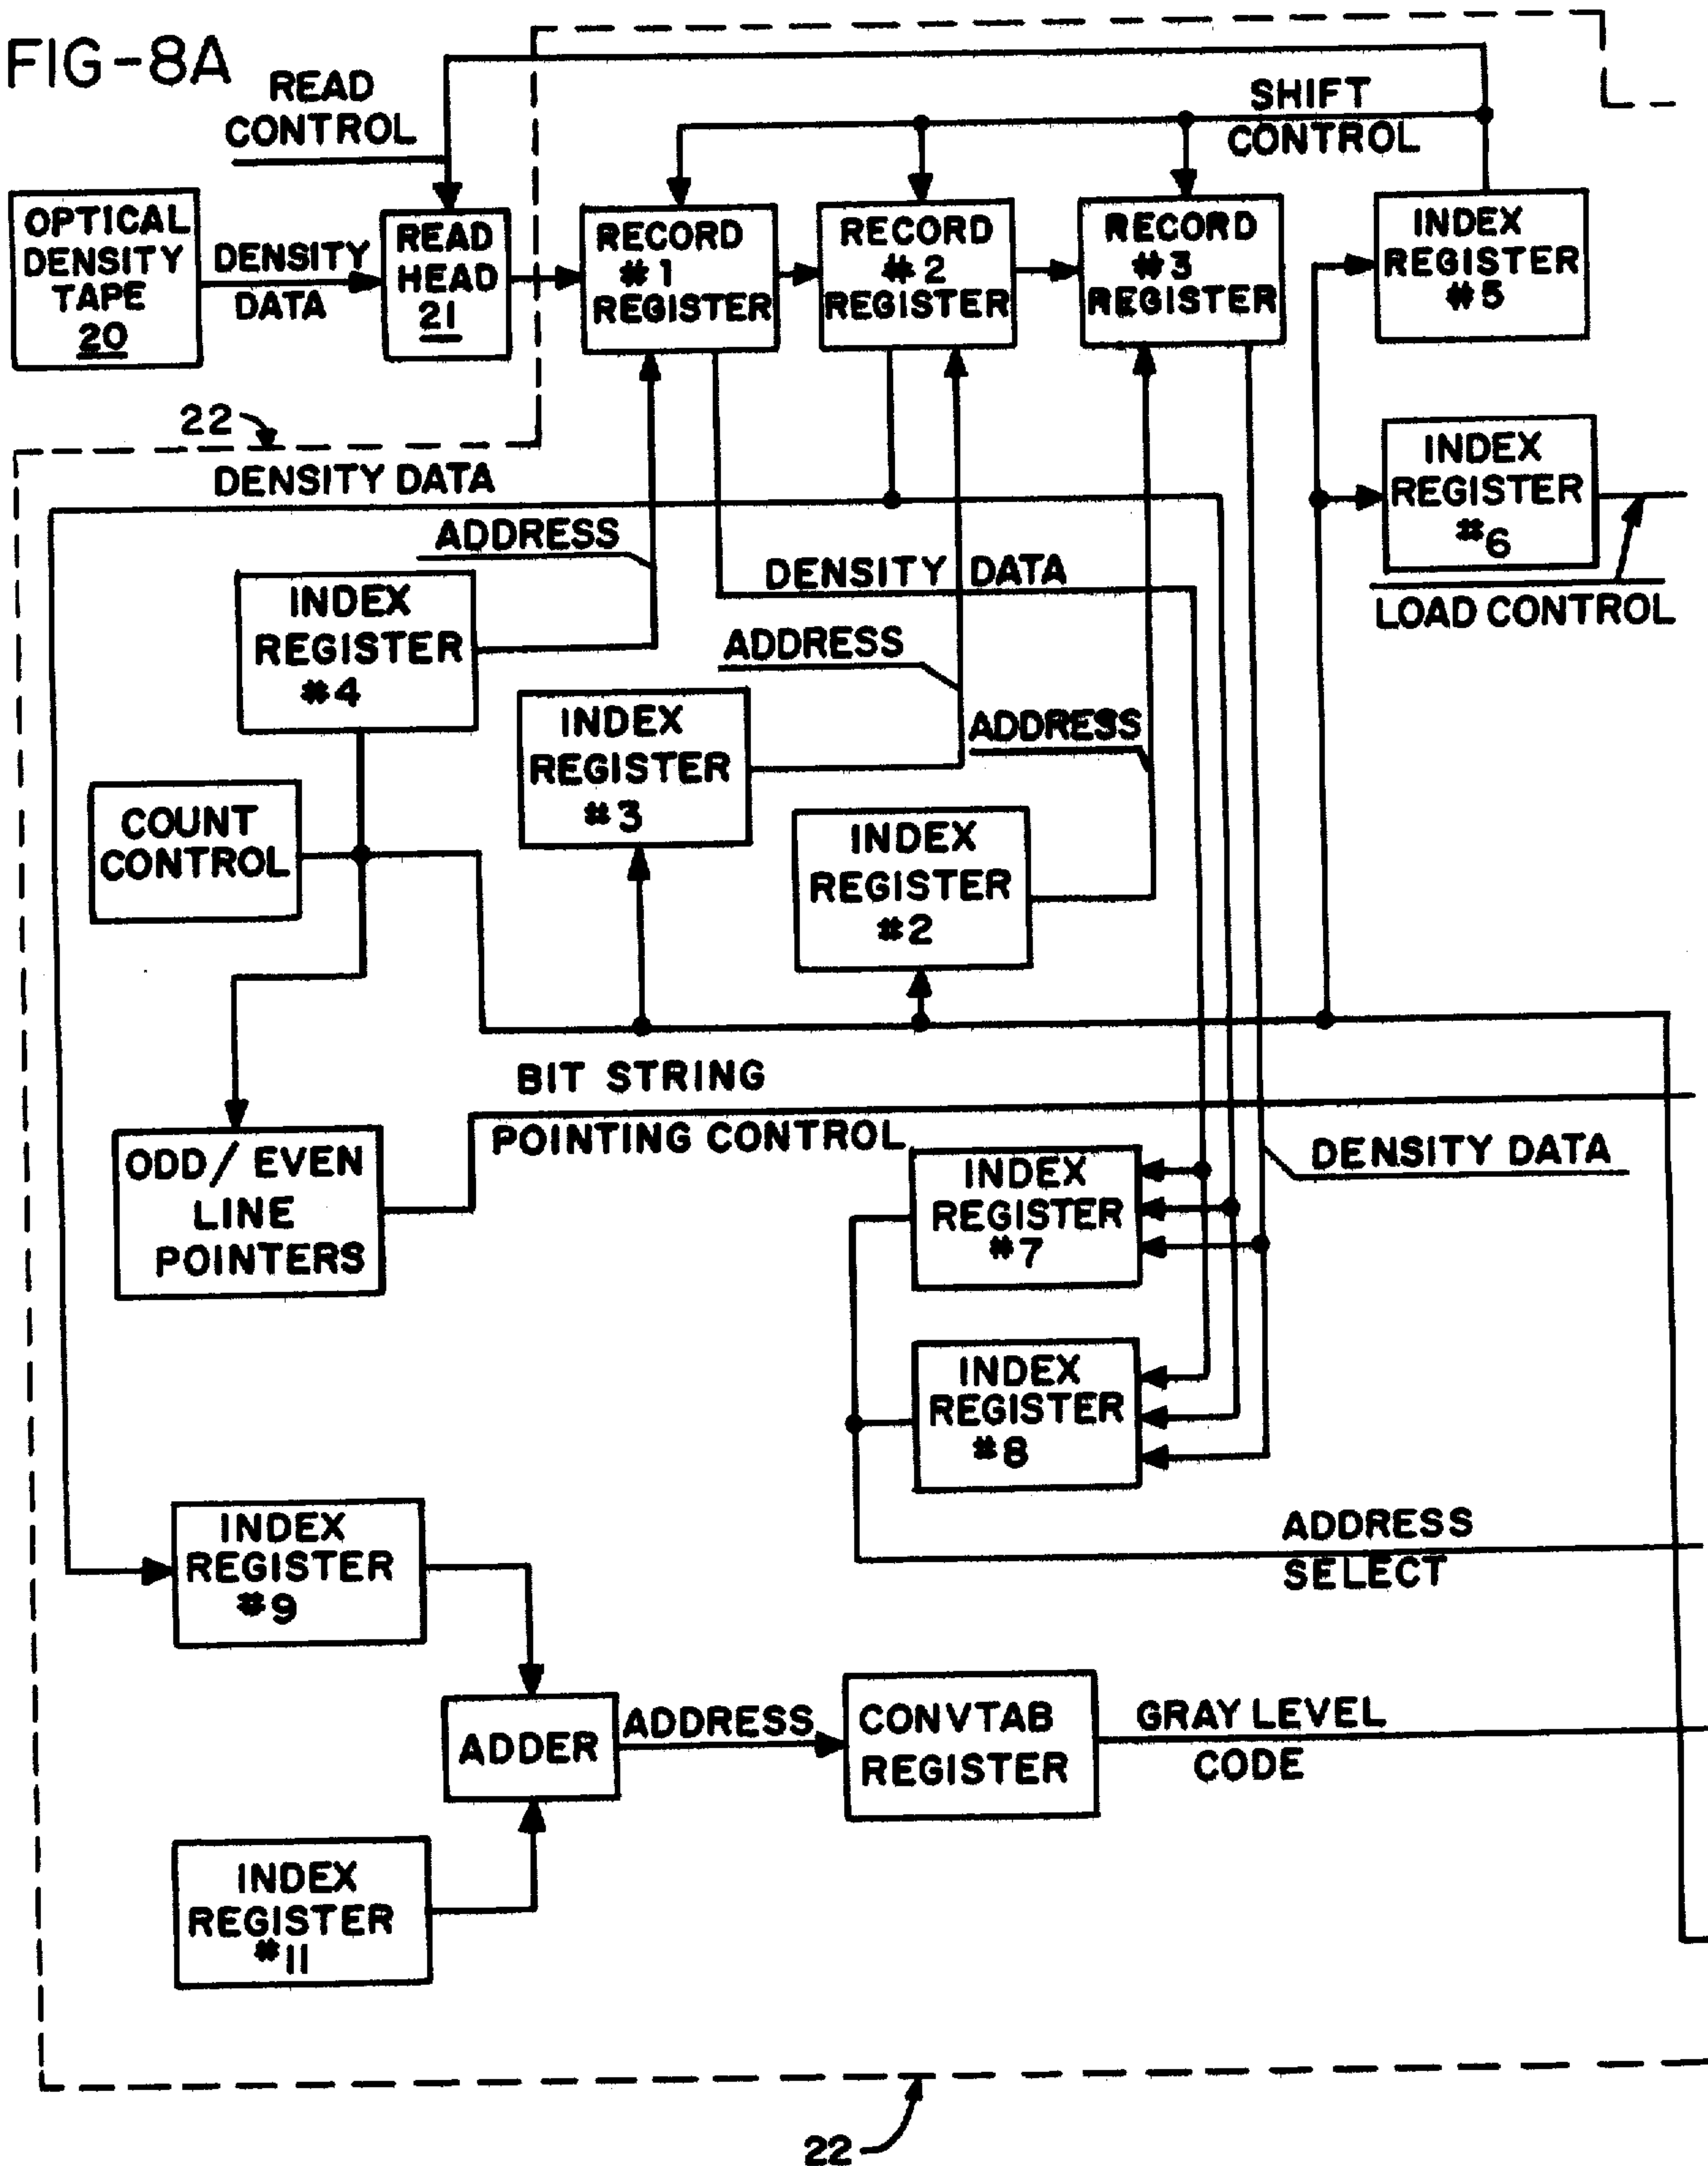 FIG-8A
READ
CONTROL
SHIFT
CONTROL
OPTICAL
DENSITY
TAPE
20
DENSITY
DATA
READ
HEAD
21
RECORD
#1
REGISTER
RECORD
#2
REGISTER
RECORD
#3
REGISTER
INDEX
REGISTER
#5
22
DENSITY DATA
INDEX
REGISTER
#6
LOAD CONTROL
ADDRESS
DENSITY DATA
INDEX
REGISTER
#4
ADDRESS
INDEX
REGISTER
#3
ADDRESS
COUNT
CONTROL
INDEX
REGISTER
#2
BIT STRING
POINTING CONTROL
ODD/EVEN
LINE
POINTERS
INDEX
REGISTER
#7
DENSITY DATA
INDEX
REGISTER
#8
ADDRESS
SELECT
INDEX
REGISTER
#9
ADDER
ADDRESS
CONVTAB
REGISTER
GRAY LEVEL
CODE
INDEX
REGISTER
#11
22